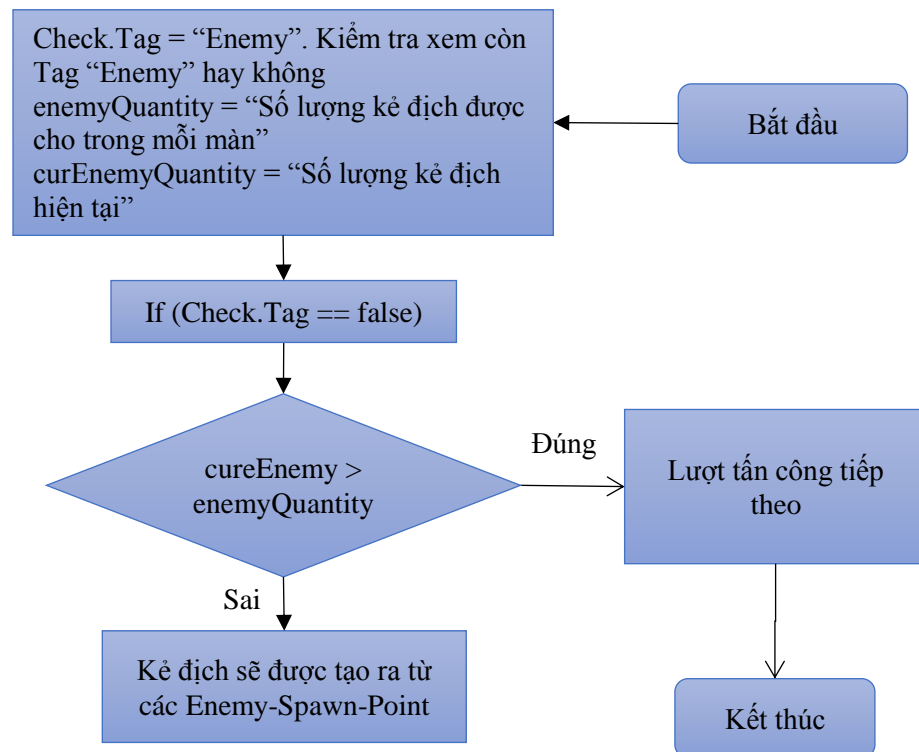 Check.Tag = “Enemy”. Kiểm tra xem còn
Tag “Enemy” hay không
enemyQuantity = “Số lượng kẻ địch được
cho trong mỗi màn”
curEnemyQuantity = “Số lượng kẻ địch
hiện tại”
Bắt đầu
If (Check.Tag == false)
cureEnemy >
enemyQuantity
Đúng
Lượt tấn công tiếp
theo
Sai
Kẻ địch sẽ được tạo ra từ
các Enemy-Spawn-Point
Kết thúc